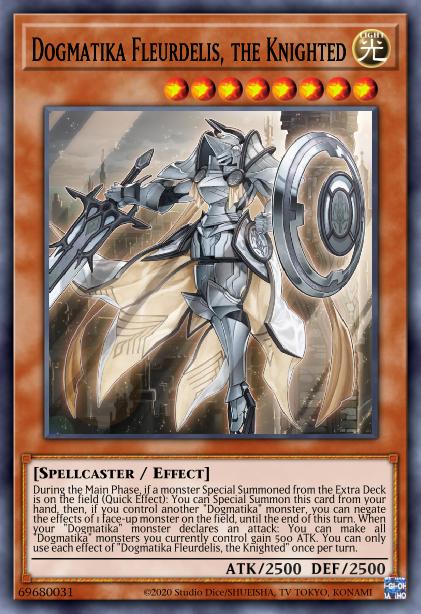 DOGMATIKA FLEURDELIS, THE KNIGHTED
LIGHT
光
[SPELLCASTER / EFFECT]
During the Main Phase, if a monster Special Summoned from the Extra Deck
is on the field (Quick Effect): You can Special Summon this card from your
hand, then, if you control another "Dogmatika" monster, you can negate
the effects of 1 face-up monster on the field, until the end of this turn. When
your "Dogmatika" monster declares an attack: You can make all
"Dogmatika" monsters you currently control gain 500 ATK. You can only
use each effect of "Dogmatika Fleurdelis, the Knighted" once per turn.
ATK/2500 DEF/2500
69680031
©2020 Studio Dice/SHUEISHA, TV TOKYO, KONAMI